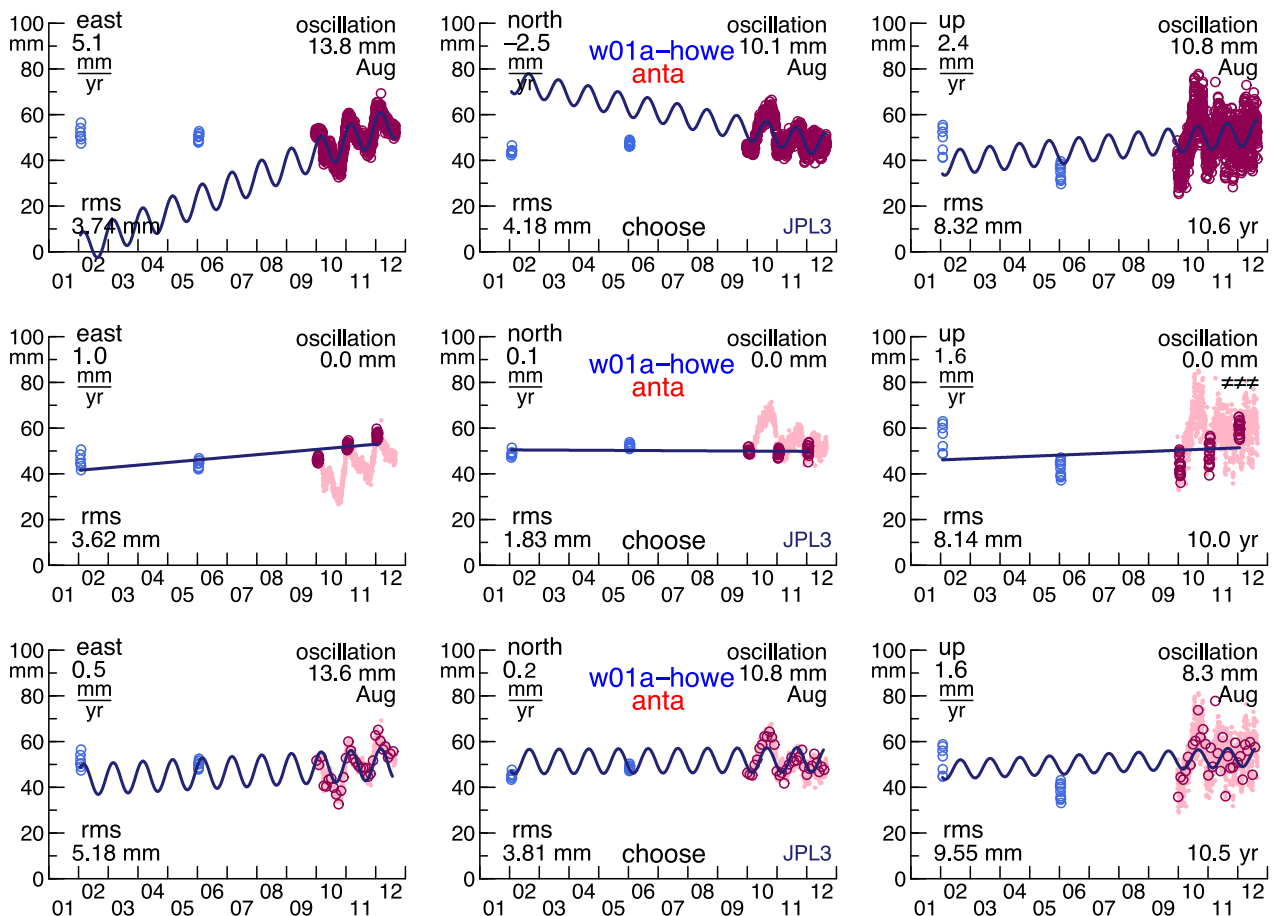 100 east oscillation
mm 5.1 13.8 mm
80 mm Aug
yr
60
40
20 rms
3.74 mm
0
02 04 06 08 10 12
01 03 05 07 09 11
100 north oscillation
mm −2.5 w01a−howe 10.1 mm
80 mm anta Aug
yr
60
40
20 rms
4.18 mm choose JPL3
0
02 04 06 08 10 12
01 03 05 07 09 11
100 up oscillation
mm 2.4 10.8 mm
80 mm Aug
yr
60
40
20 rms
8.32 mm 10.6 yr
0
02 04 06 08 10 12
01 03 05 07 09 11
100 east oscillation
mm 1.0 0.0 mm
80 mm
yr
60
40
20 rms
3.62 mm
0
02 04 06 08 10 12
01 03 05 07 09 11
100 north oscillation
mm 0.1 w01a−howe 0.0 mm
80 mm anta
yr
60
40
20 rms
1.83 mm choose JPL3
0
02 04 06 08 10 12
01 03 05 07 09 11
100 up oscillation
mm 1.6 0.0 mm
80 mm ≠≠≠
yr
60
40
20 rms
8.14 mm 10.0 yr
0
02 04 06 08 10 12
01 03 05 07 09 11
100 east oscillation
mm 0.5 13.6 mm
80 mm Aug
yr
60
40
20 rms
5.18 mm
0
02 04 06 08 10 12
01 03 05 07 09 11
100 north oscillation
mm 0.2 w01a−howe 10.8 mm
80 mm anta Aug
yr
60
40
20 rms
3.81 mm choose JPL3
0
02 04 06 08 10 12
01 03 05 07 09 11
100 up oscillation
mm 1.6 8.3 mm
80 mm Aug
yr
60
40
20 rms
9.55 mm 10.5 yr
0
02 04 06 08 10 12
01 03 05 07 09 11